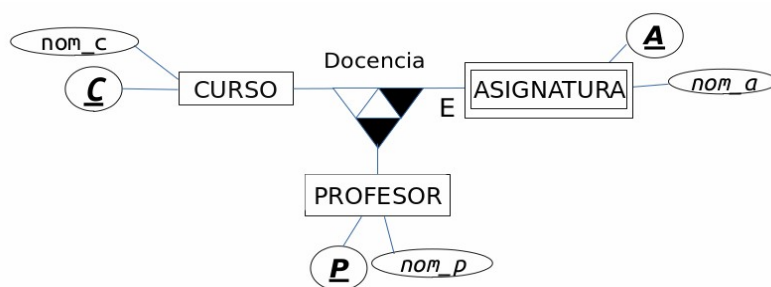 nom_c
C
CURSO
Docencia
E
ASIGNATURA
A
nom_a
PROFESOR
P
nom_p